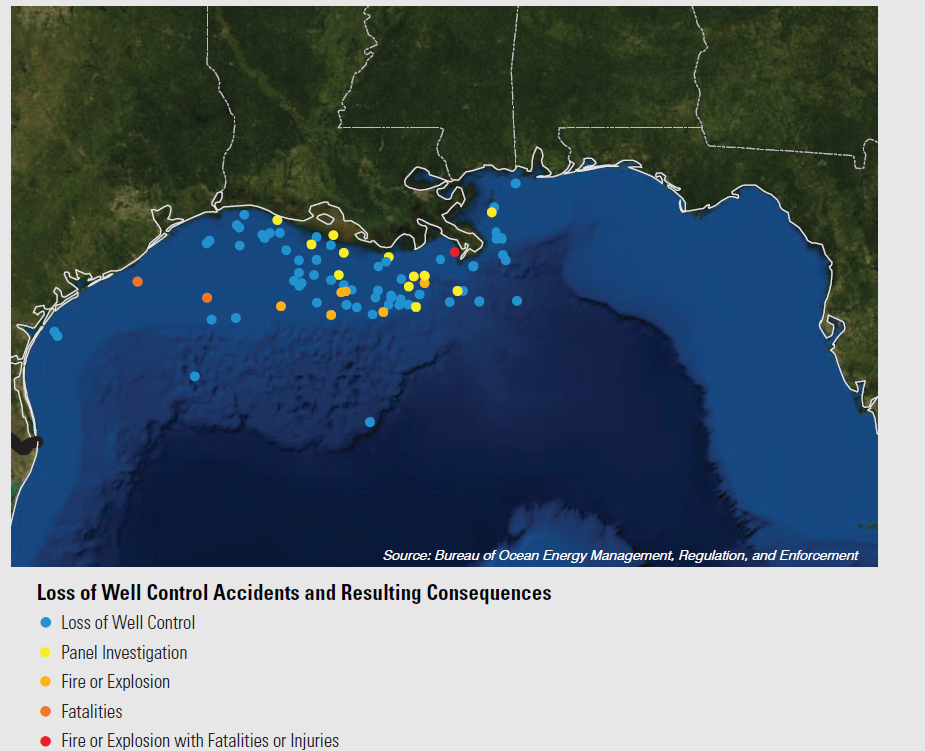 Source: Bureau of Ocean Energy Management, Regulation, and Enforcement
Loss of Well Control Accidents and Resulting Consequences
Loss of Well Control
Panel Investigation
Fire or Explosion
Fatalities
Fire or Explosion with Fatalities or Injuries